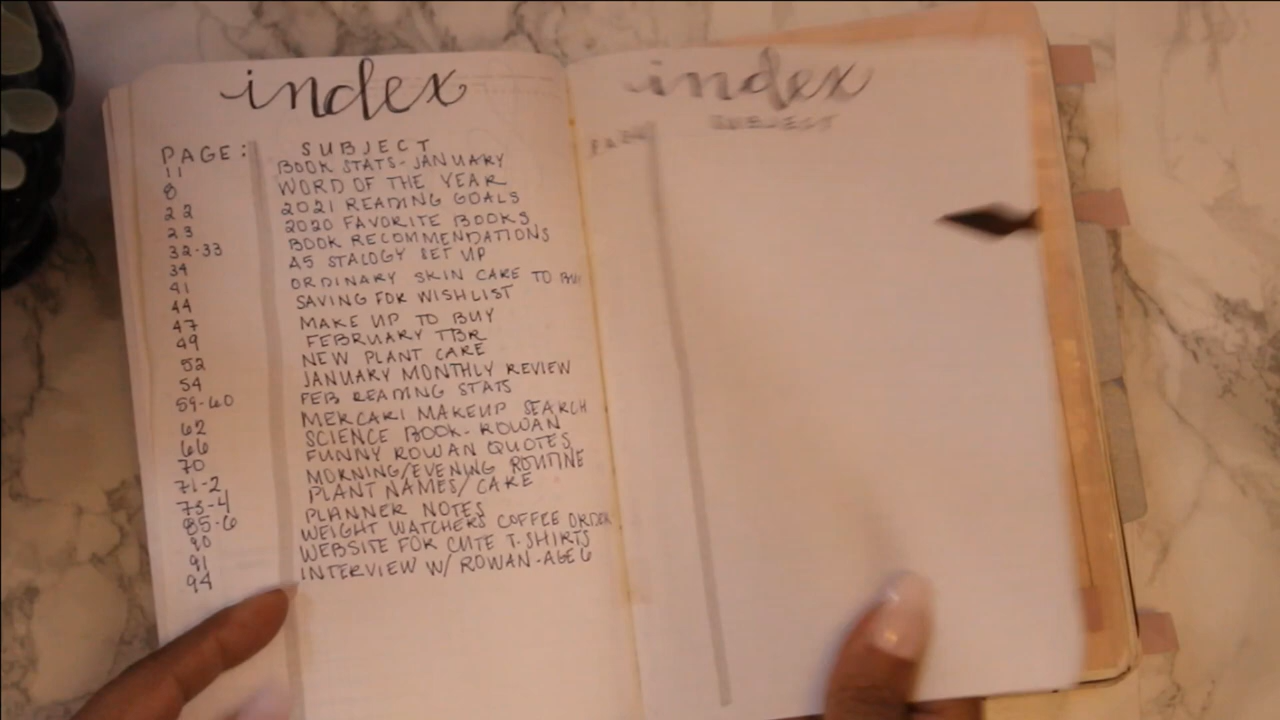 index
PAGE: SUBJECT
11 BOOK STATS-JANUARY
8 WORD OF THE YEAR
22 2021 READING GOALS
23 2020 FAVORITE BOOKS
32-33 BOOK RECOMMENDATIONS
34 A5 STALOGY SET UP
41 ORDINARY SKIN CARE TO BUY
44 SAVING FOR WISHLIST
47 MAKE UP TO BUY
49 FEBRUARY TBR
52 NEW PLANT CARE
54 JANUARY MONTHLY REVIEW
59-60 FEB READING STATS
62 MERCARI MAKEUP SEARCH
66 SCIENCE BOOK-ROWAN
70 FUNNY ROWAN QUOTES
71-2 MORNING/EVENING ROUTINE
73-4 PLANT NAMES/CARE
85-6 PLANNER NOTES
90 WEIGHT WATCHERS COFFEE ORDER
91 WEBSITE FOR CUTE T-SHIRTS
94 INTERVIEW W/ ROWAN-AGE 6
index
PAGE SUBJECT